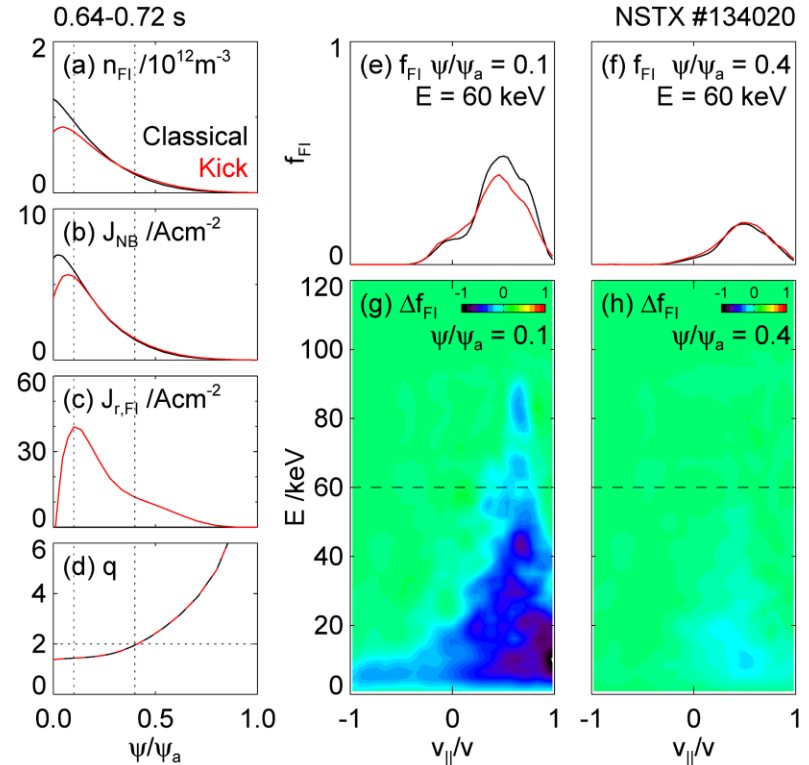 0.64-0.72 s
NSTX #134020
(a) n_FI /10^12m^-3
Classical
Kick
2
1
0
(b) J_NB /Acm^-2
10
5
0
(c) J_r,FI /Acm^-2
60
30
0
(d) q
6
4
2
0
0.0 0.5 1.0
ψ/ψ_a
(e) f_FI ψ/ψ_a = 0.1
E = 60 keV
f_FI
1
0
(f) f_FI ψ/ψ_a = 0.4
E = 60 keV
(g) Δf_FI
-1 0 1
ψ/ψ_a = 0.1
E /keV
120
100
80
60
40
20
0
-1 0 1
v_||/v
(h) Δf_FI
-1 0 1
ψ/ψ_a = 0.4
-1 0 1
v_||/v